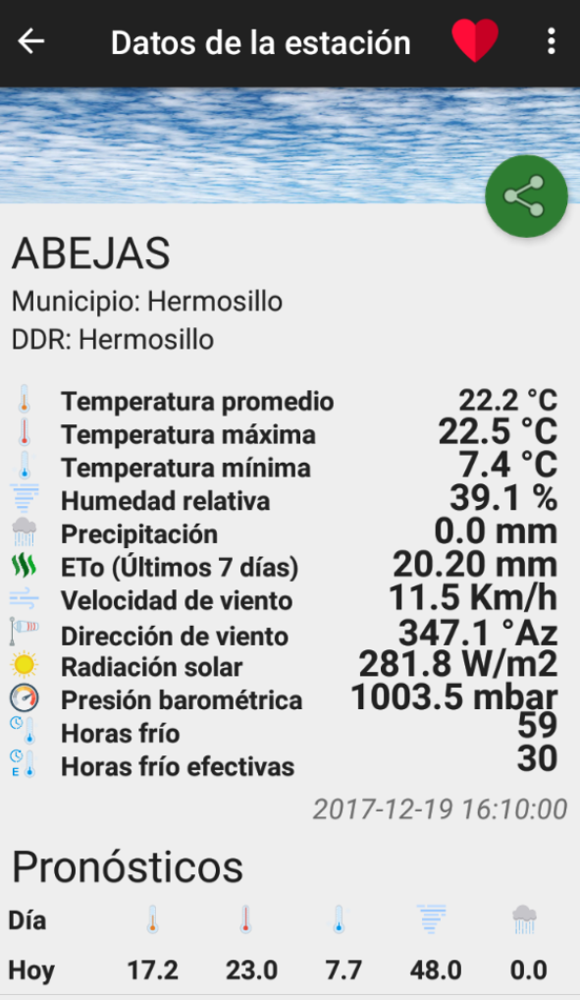 Datos de la estación
ABEJAS
Municipio: Hermosillo
DDR: Hermosillo
Temperatura promedio 22.2 °C
Temperatura máxima 22.5 °C
Temperatura mínima 7.4 °C
Humedad relativa 39.1 %
Precipitación 0.0 mm
ETo (Últimos 7 días) 20.20 mm
Velocidad de viento 11.5 Km/h
Dirección de viento 347.1 °Az
Radiación solar 281.8 W/m2
Presión barométrica 1003.5 mbar
Horas frío 59
E Horas frío efectivas 30
2017-12-19 16:10:00
Pronósticos
Día
Hoy 17.2 23.0 7.7 48.0 0.0